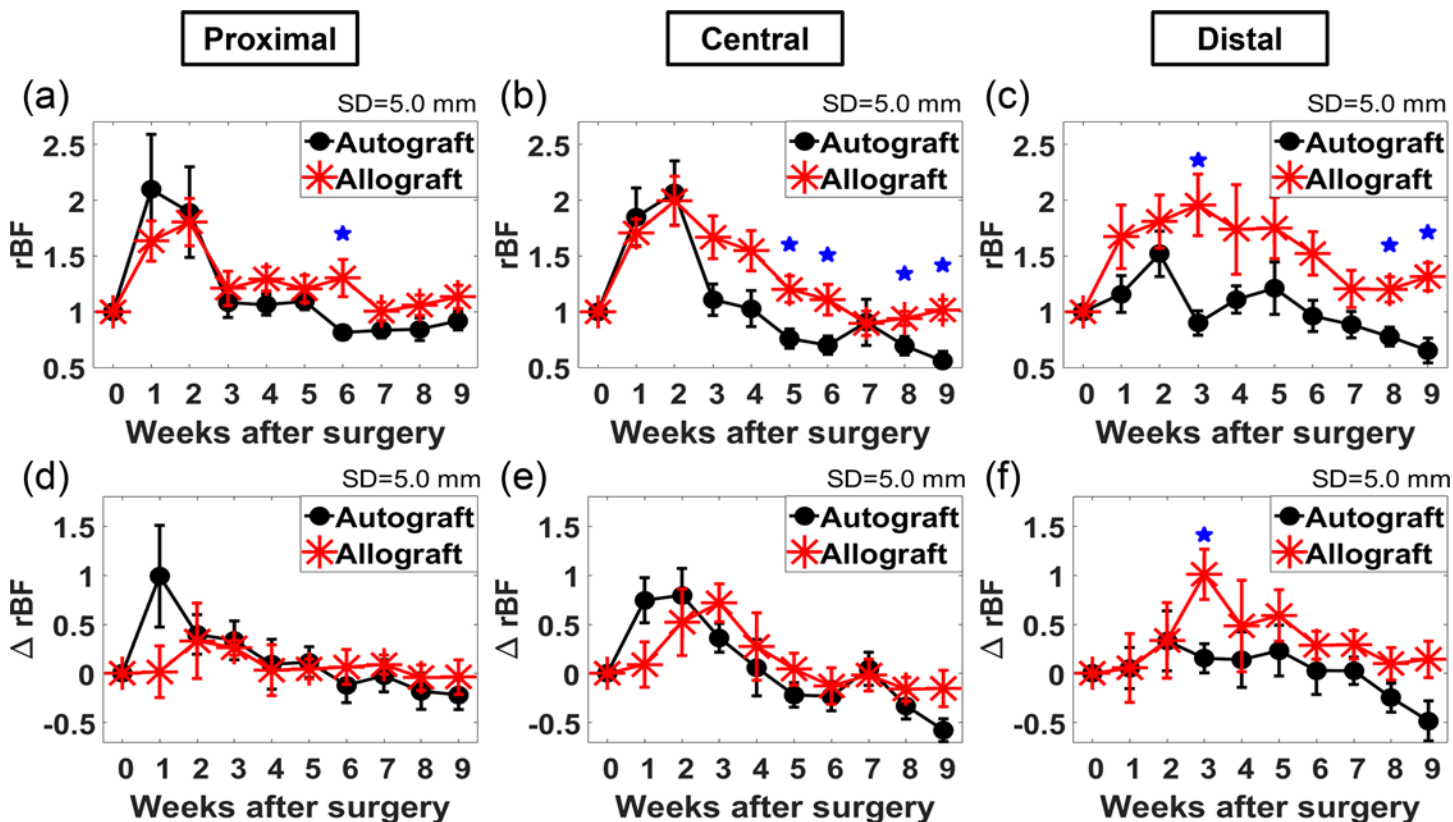 Proximal
Central
Distal
(a)
SD=5.0 mm
Autograft
Allograft
rBF
2.5
2
1.5
1
0.5
0 1 2 3 4 5 6 7 8 9
Weeks after surgery
(b)
SD=5.0 mm
Autograft
Allograft
rBF
2.5
2
1.5
1
0.5
0 1 2 3 4 5 6 7 8 9
Weeks after surgery
(c)
SD=5.0 mm
Autograft
Allograft
rBF
2.5
2
1.5
1
0.5
0 1 2 3 4 5 6 7 8 9
Weeks after surgery
(d)
SD=5.0 mm
Autograft
Allograft
Δ rBF
1.5
1
0.5
0
-0.5
0 1 2 3 4 5 6 7 8 9
Weeks after surgery
(e)
SD=5.0 mm
Autograft
Allograft
Δ rBF
1.5
1
0.5
0
-0.5
0 1 2 3 4 5 6 7 8 9
Weeks after surgery
(f)
SD=5.0 mm
Autograft
Allograft
Δ rBF
1.5
1
0.5
0
-0.5
0 1 2 3 4 5 6 7 8 9
Weeks after surgery